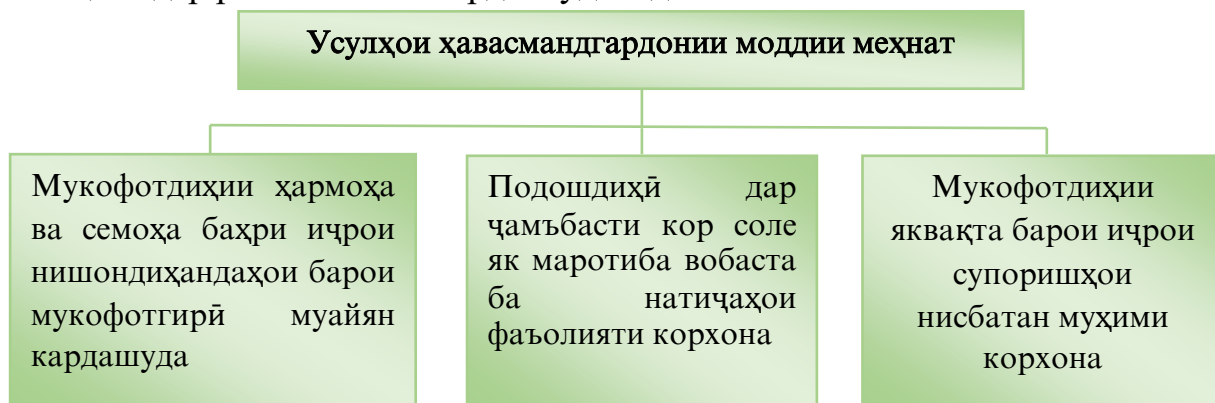 Усулҳои ҳавасмандгардонии моддии меҳнат
Мукофотдиҳии ҳармоҳа
ва семоҳа баҳри иҷрои
нишондиҳандаҳои барои
мукофотгирӣ муайян
кардашуда
Подошдиҳӣ дар
ҷамъбасти кор соле
як маротиба вобаста
ба натиҷаҳои
фаъолияти корхона
Мукофотдиҳии
яквақта барои иҷрои
супоришҳои
нисбатан муҳими
корхона